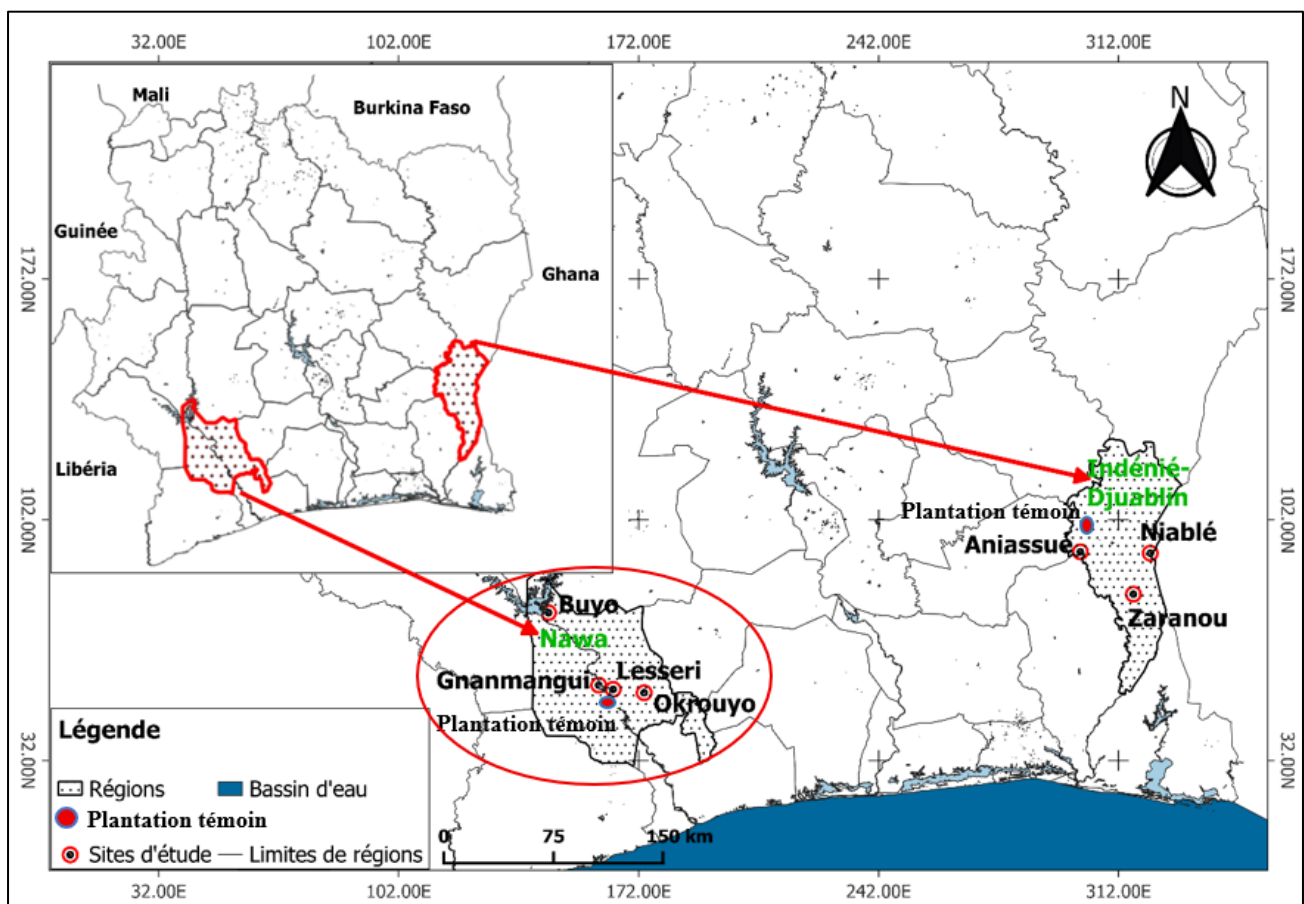 32.00E 102.00E 172.00E 242.00E 312.00E
Mali
Burkina Faso
N
Guinée
172.00N
172.00N
Ghana
Libéria
Indénié-
Djuablin
Plantation témoin
102.00N
102.00N
Aniassué
Niablé
Buyo
Zaranou
Nawa
Lesseri
Gnanmangui
Okrouyo
Plantation témoin
Légende
32.00N
32.00N
Régions Bassin d'eau
Plantation témoin
Sites d'étude Limites de régions
0 75 150 km
32.00E 102.00E 172.00E 242.00E 312.00E